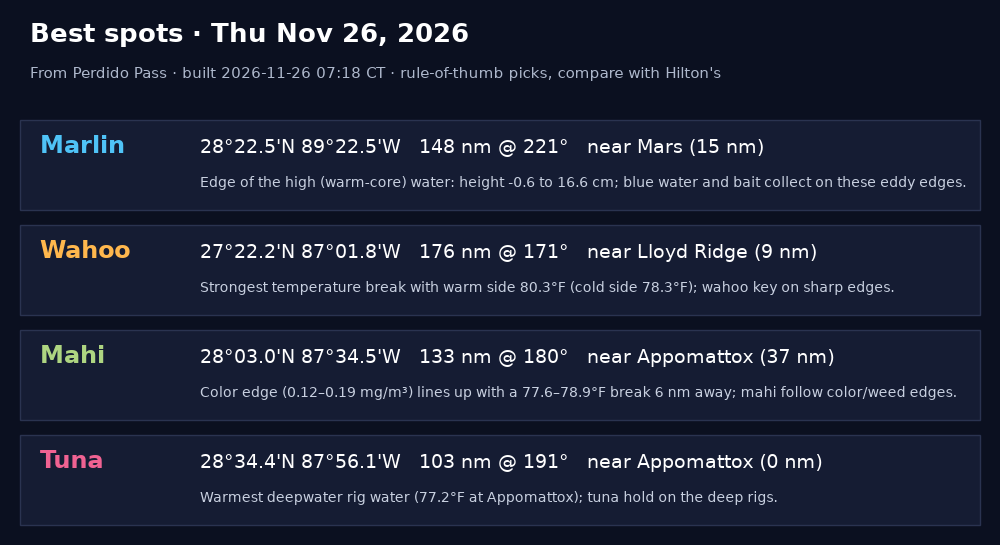 Best spots · Thu Nov 26, 2026
From Perdido Pass · built 2026-11-26 07:18 CT · rule-of-thumb picks, compare with Hilton's
Marlin
28°22.5'N 89°22.5'W 148 nm @ 221° near Mars (15 nm)
Edge of the high (warm-core) water: height -0.6 to 16.6 cm; blue water and bait collect on these eddy edges.
Wahoo
27°22.2'N 87°01.8'W 176 nm @ 171° near Lloyd Ridge (9 nm)
Strongest temperature break with warm side 80.3°F (cold side 78.3°F); wahoo key on sharp edges.
Mahi
28°03.0'N 87°34.5'W 133 nm @ 180° near Appomattox (37 nm)
Color edge (0.12–0.19 mg/m³) lines up with a 77.6–78.9°F break 6 nm away; mahi follow color/weed edges.
Tuna
28°34.4'N 87°56.1'W 103 nm @ 191° near Appomattox (0 nm)
Warmest deepwater rig water (77.2°F at Appomattox); tuna hold on the deep rigs.